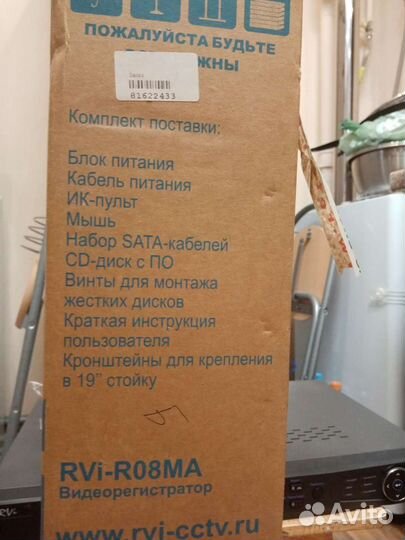 ПОЖАЛУЙСТА БУДЬТЕ
81622433
Комплект поставки:
Блок питания
Кабель питания
ИК-пульт
Мышь
Набор SATA-кабелей
CD-диск с ПО
Винты для монтажа
жестких дисков
Краткая инструкция
пользователя
Кронштейны для крепления
в 19" стойку
RVi-R08MA
Видеорегистратор
www.rvi-cctv.ru
RVi
Avito